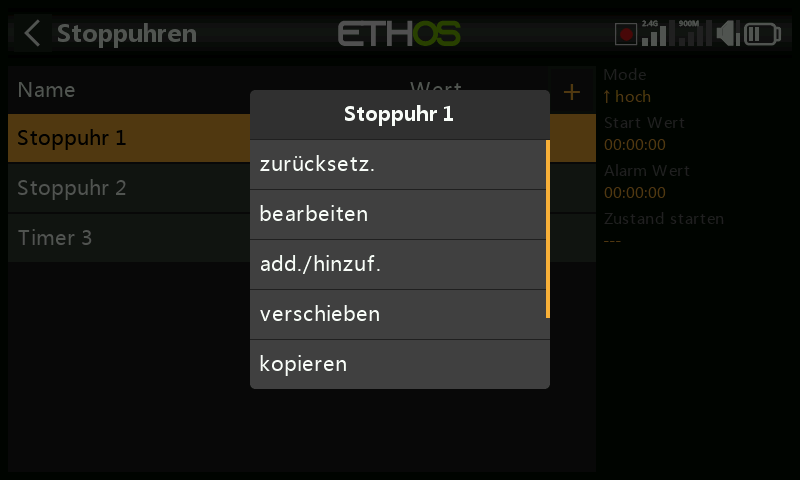 Stoppuhren
ETHOS
2.4G
900M
Name
Wert
+
Stoppuhr 1
Stoppuhr 2
Timer 3
Stoppuhr 1
zurücksetz.
bearbeiten
add./hinzuf.
verschieben
kopieren
Mode
↑ hoch
Start Wert
00:00:00
Alarm Wert
00:00:00
Zustand starten
---